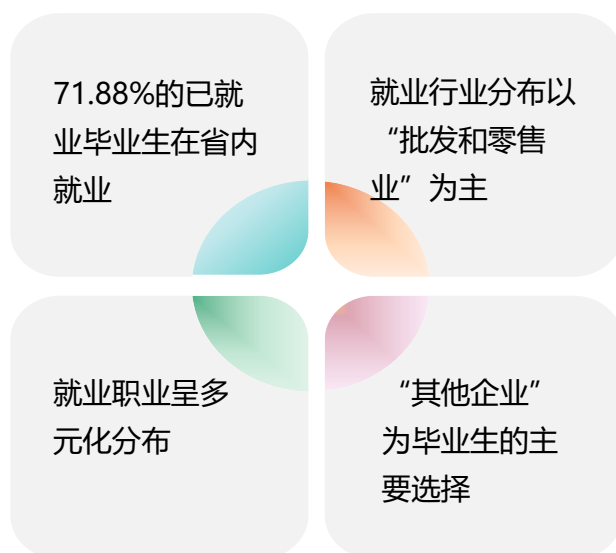 71.88%的已就
业毕业生在省内
就业
就业行业分布以
“批发和零售
业”为主
就业职业呈多
元化分布
“其他企业”
为毕业生的主
要选择